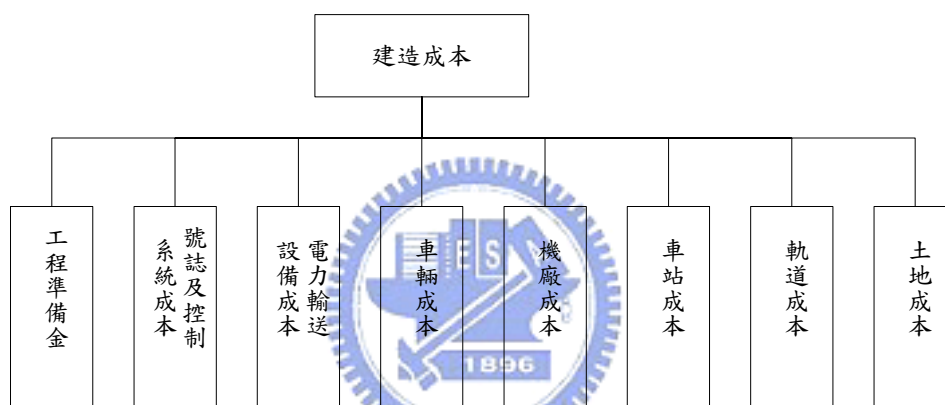 建造成本
工程準備金
號誌及控制
系統成本
電力輸送
設備成本
車輛成本
機廠成本
車站成本
軌道成本
土地成本
ES
1896